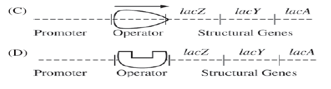 (C) lacZ lacY lacA
Promoter Operator Structural Genes
(D) lacZ lacY lacA
Promoter Operator Structural Genes